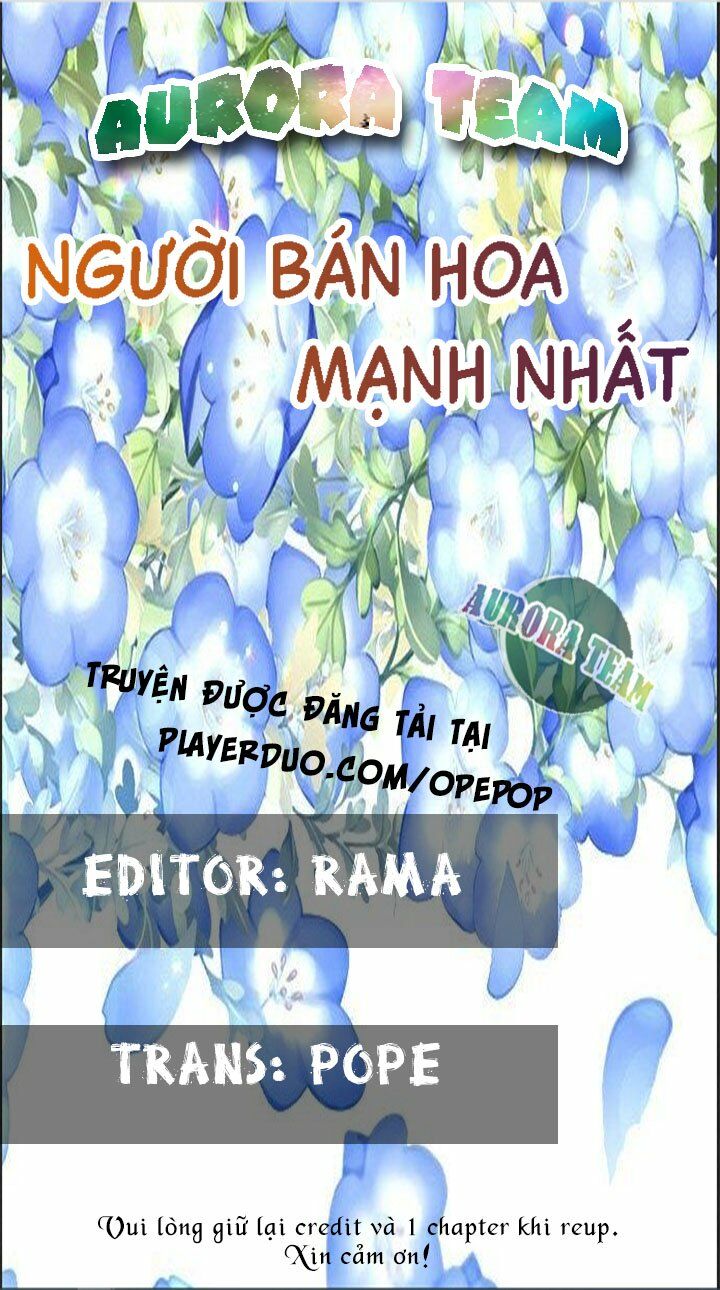 AURORA TEAM
NGƯỜI BÁN HOA
MẠNH NHẤT
AURORA TEAM
TRUYỆN ĐƯỢC ĐĂNG TẢI TẠI
PLAYERDUO.COM/OPEPOP
EDITOR: RAMA
TRANS: POPE
Vui lòng giữ lại credit và 1 chapter khi reup.
Xin cảm ơn!